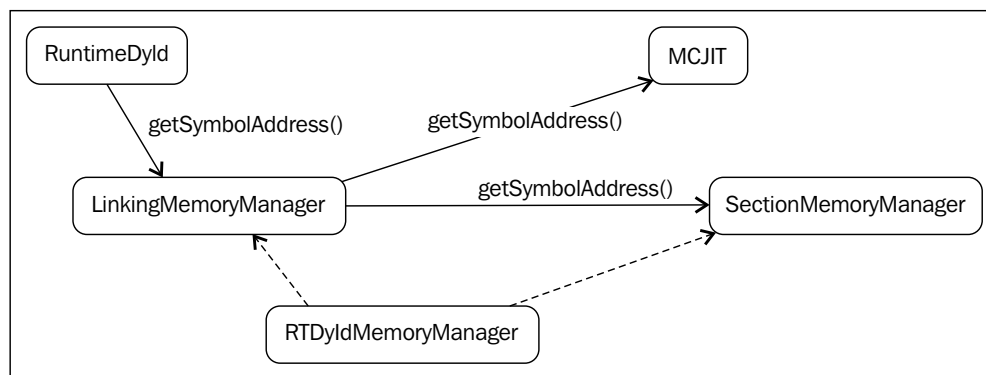 RuntimeDyld
MCJIT
getSymbolAddress()
getSymbolAddress()
getSymbolAddress()
LinkingMemoryManager
SectionMemoryManager
RTDyldMemoryManager